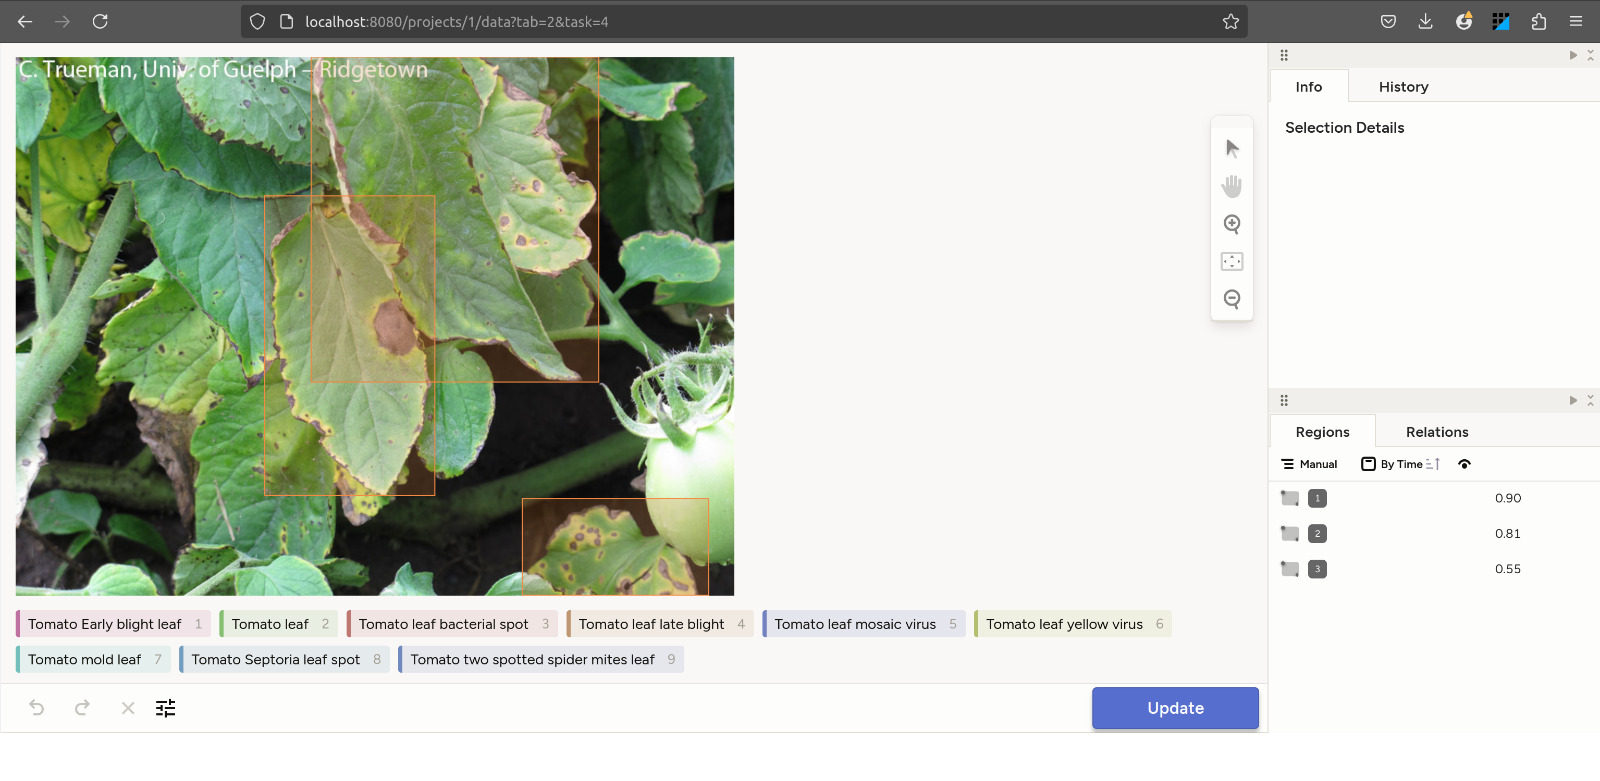 localhost:8080/projects/1/data?tab=2&task=4
C. Trueman, Univ. of Guelph – Ridgetown
Info History
Selection Details
Regions Relations
Manual By Time
1 0.90
2 0.81
3 0.55
Tomato Early blight leaf 1 Tomato leaf 2 Tomato leaf bacterial spot 3 Tomato leaf late blight 4 Tomato leaf mosaic virus 5 Tomato leaf yellow virus 6
Tomato mold leaf 7 Tomato Septoria leaf spot 8 Tomato two spotted spider mites leaf 9
Update